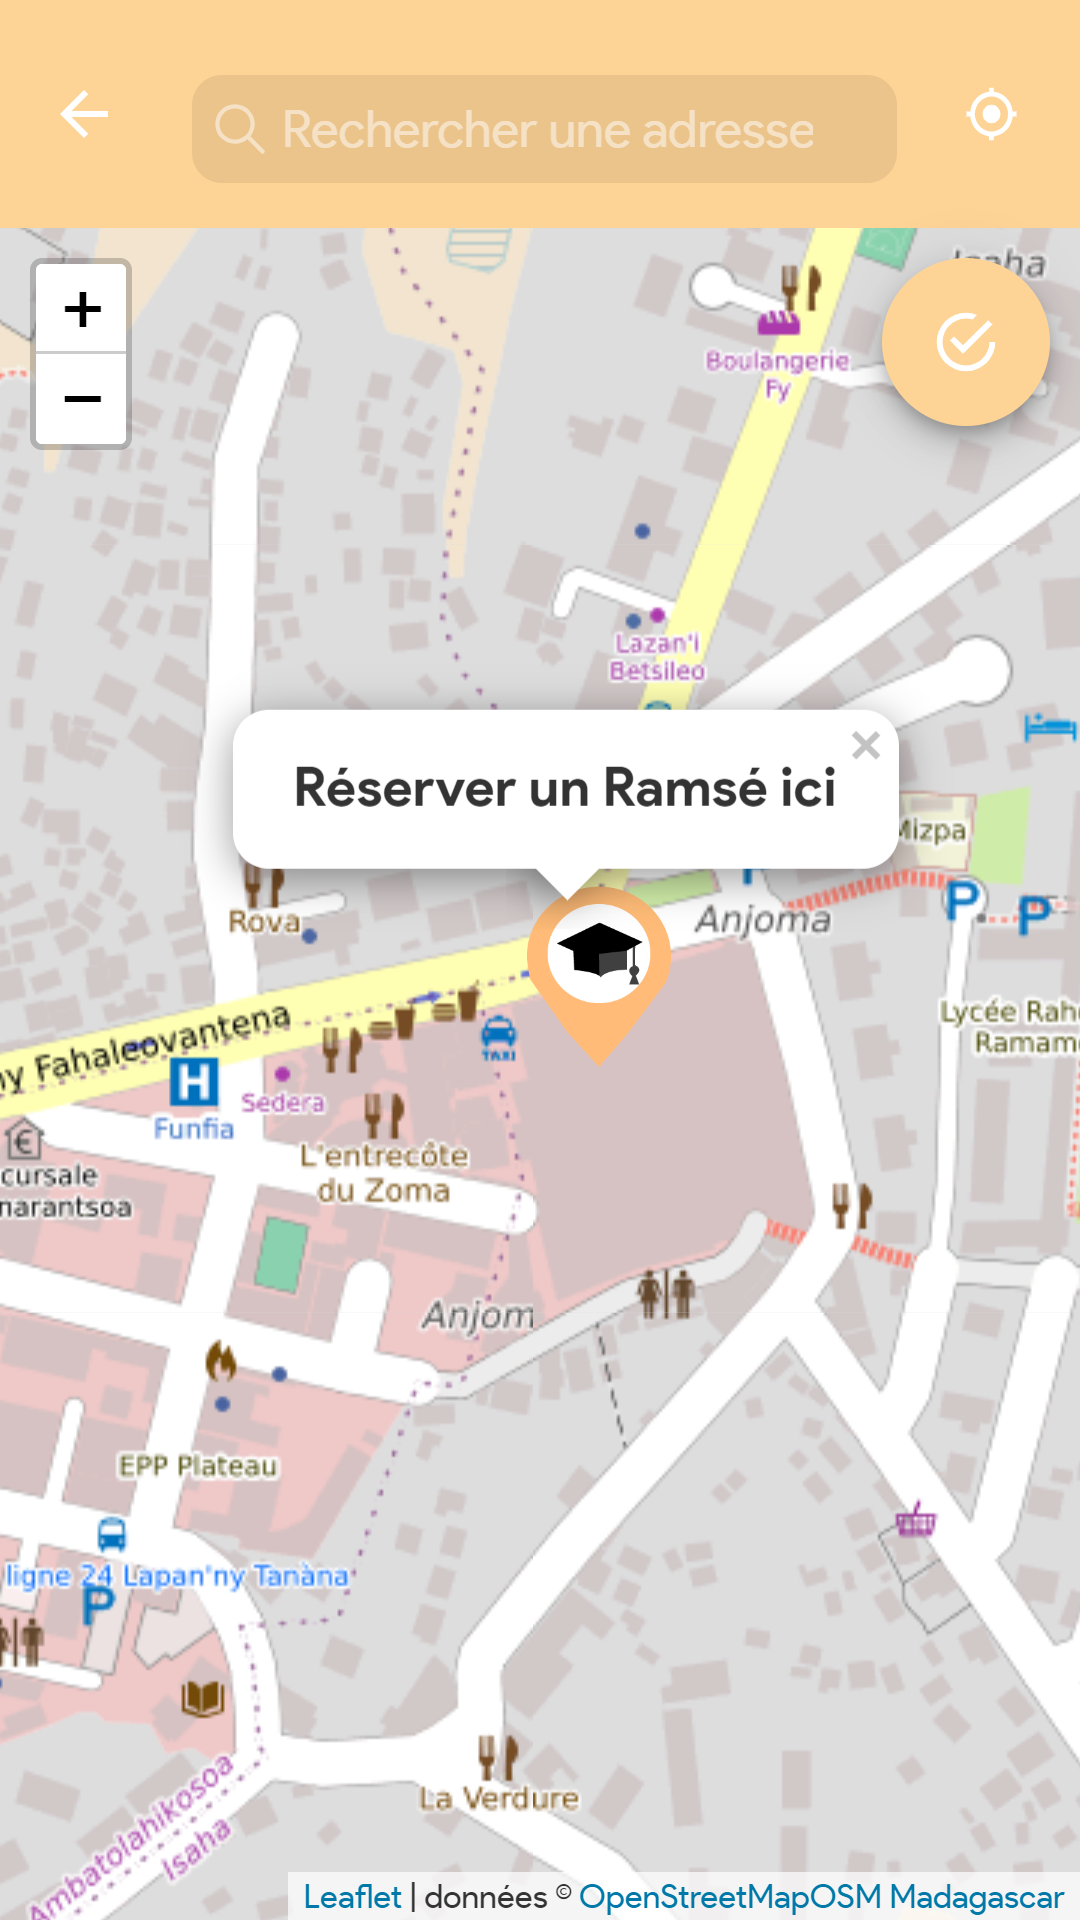 Rechercher une adresse
+
−
Boulangerie
Fy
Lazan'i
Betsileo
Réserver un Ramsé ici
×
Mizpa
Rova
Anjoma
P
P
ny Fahaleovantena
TAXI
Lycée Rah
Ramam
H
Sedera
Funfia
€
L'entrecôte
du Zoma
cursale
narantsoa
Anjom
EPP Plateau
ligne 24 Lapan'ny Tanàna
P
La Verdure
Ambatolahikosoa
Isaha
Leaflet | données © OpenStreetMapOSM Madagascar